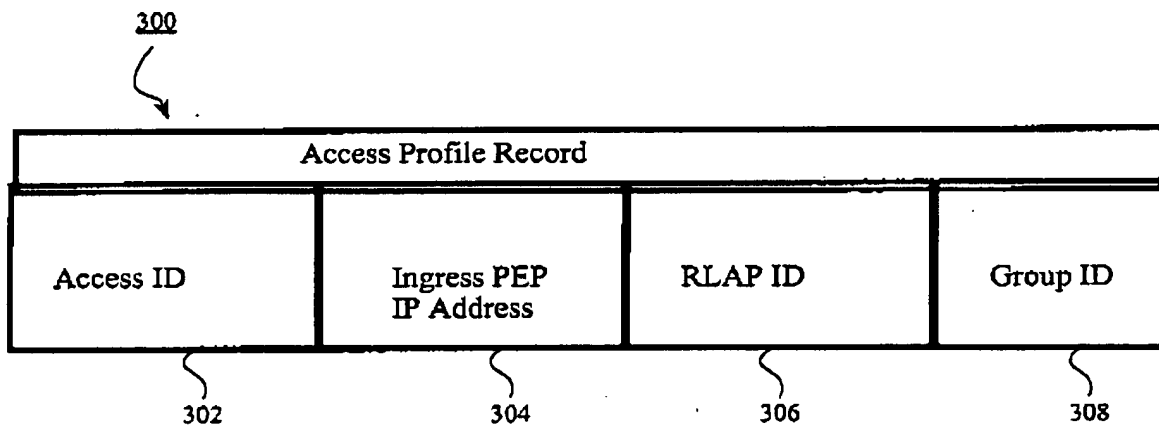 300
Access Profile Record
Access ID
Ingress PEP
IP Address
RLAP ID
Group ID
302
304
306
308